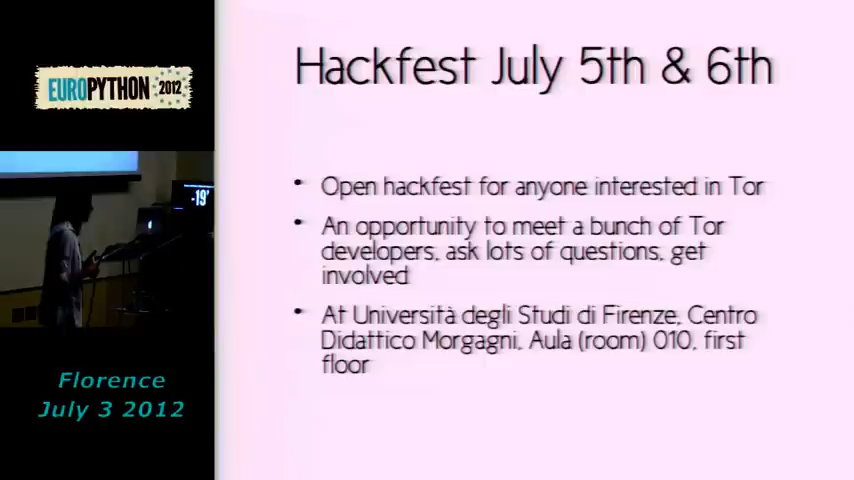 EUROPYTHON 2012
-19'
Florence
July 3 2012
Hackfest July 5th & 6th
• Open hackfest for anyone interested in Tor
• An opportunity to meet a bunch of Tor
developers, ask lots of questions, get
involved
• At Università degli Studi di Firenze, Centro
Didattico Morgagni, Aula (room) 010, first
floor